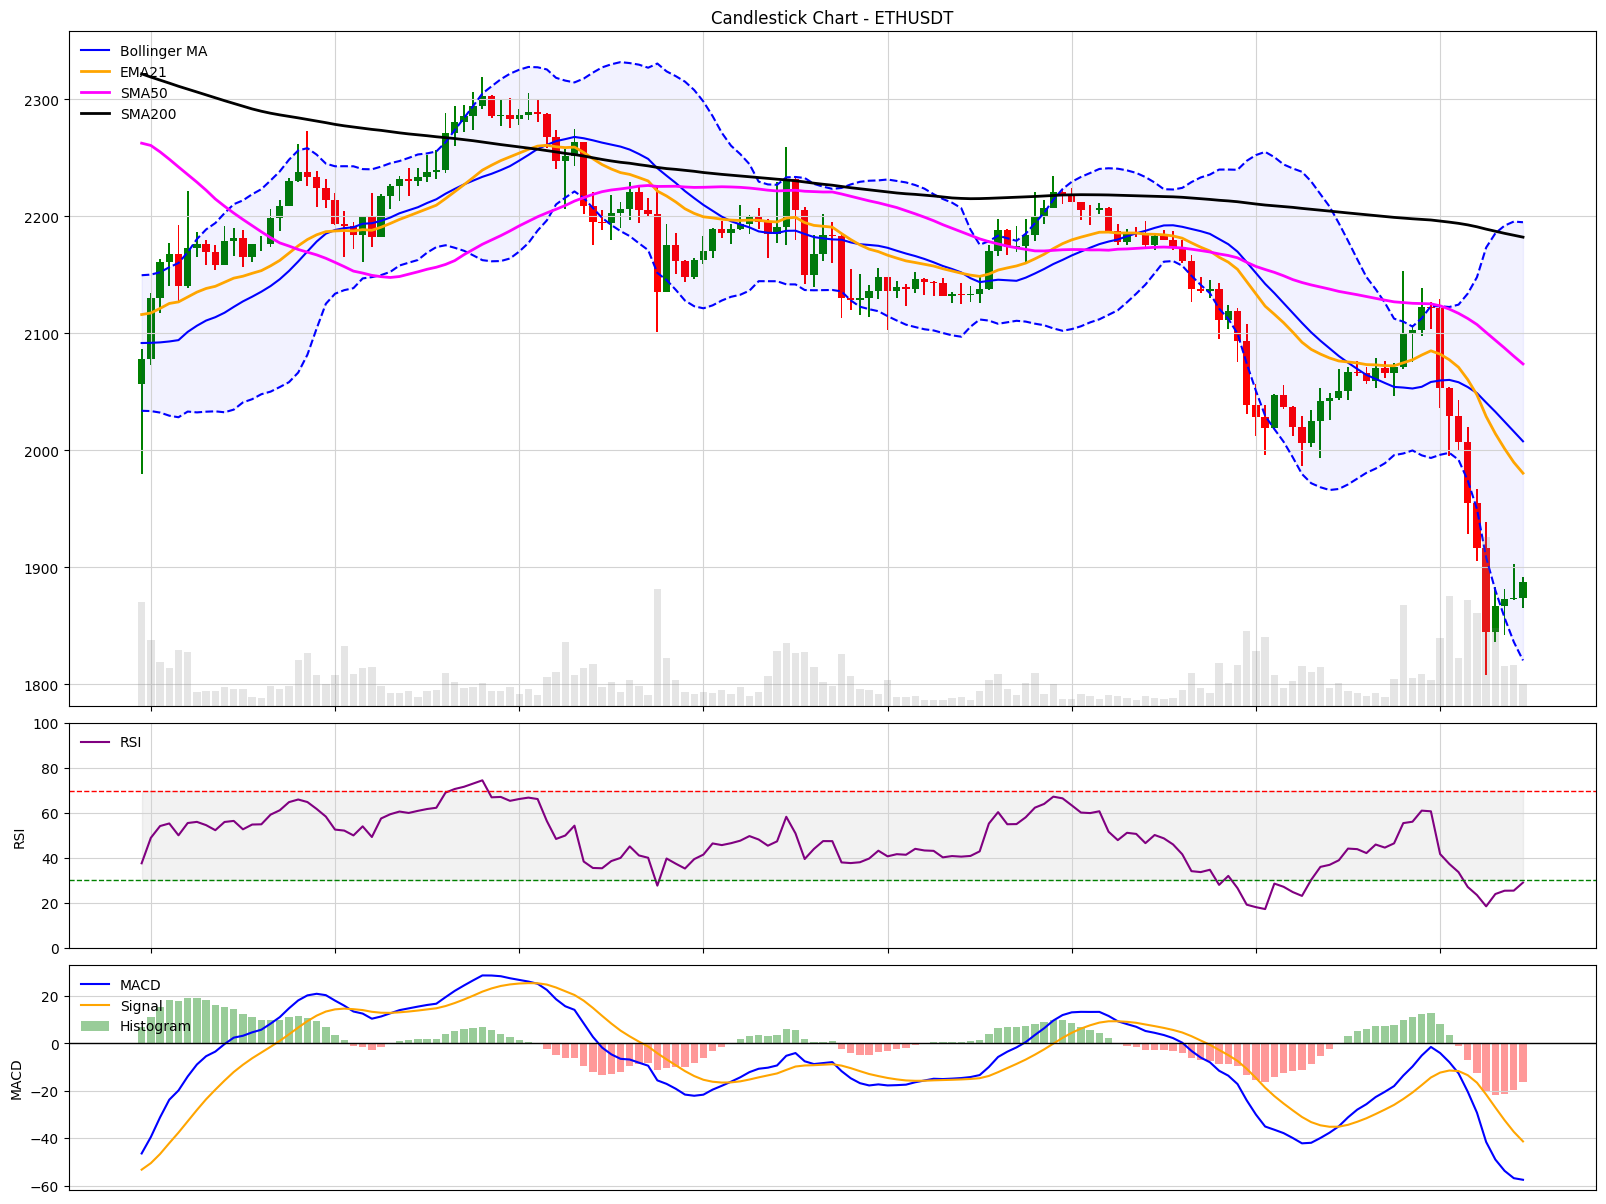 Candlestick Chart - ETHUSDT
Bollinger MA
EMA21
SMA50
SMA200
2300
2200
2100
2000
1900
1800
RSI
100
80
60
40
20
0
RSI
MACD
Signal
Histogram
20
0
−20
−40
−60
MACD